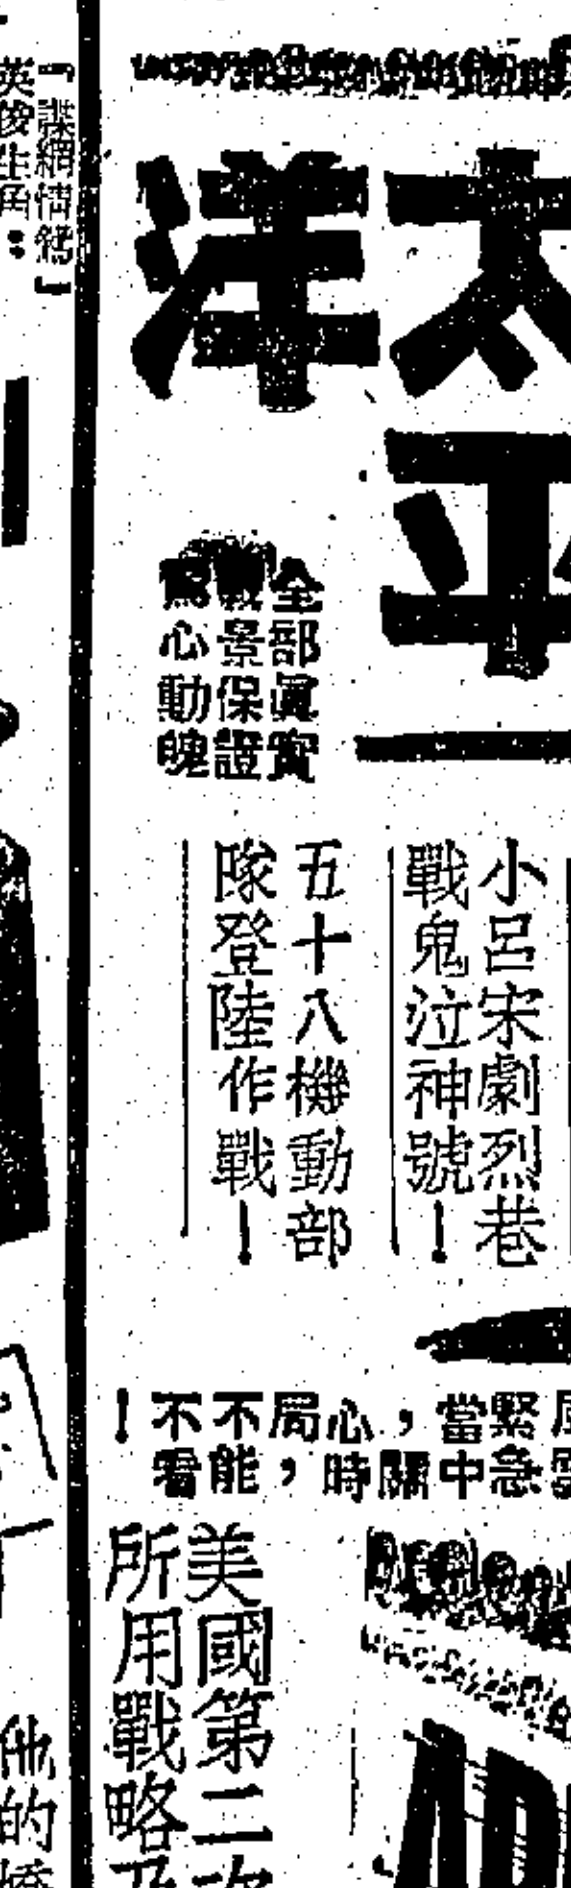 太平洋
全部眞實
戰景保證
驚心動魄
小呂宋劇烈巷
戰鬼泣神號！
五十八機動部
隊登陸作戰！
緊急
當中
，關
心時
局，
不能
不看
！
美國第二次
所用戰略
『諜網情鴛』
英俊生角：
他的